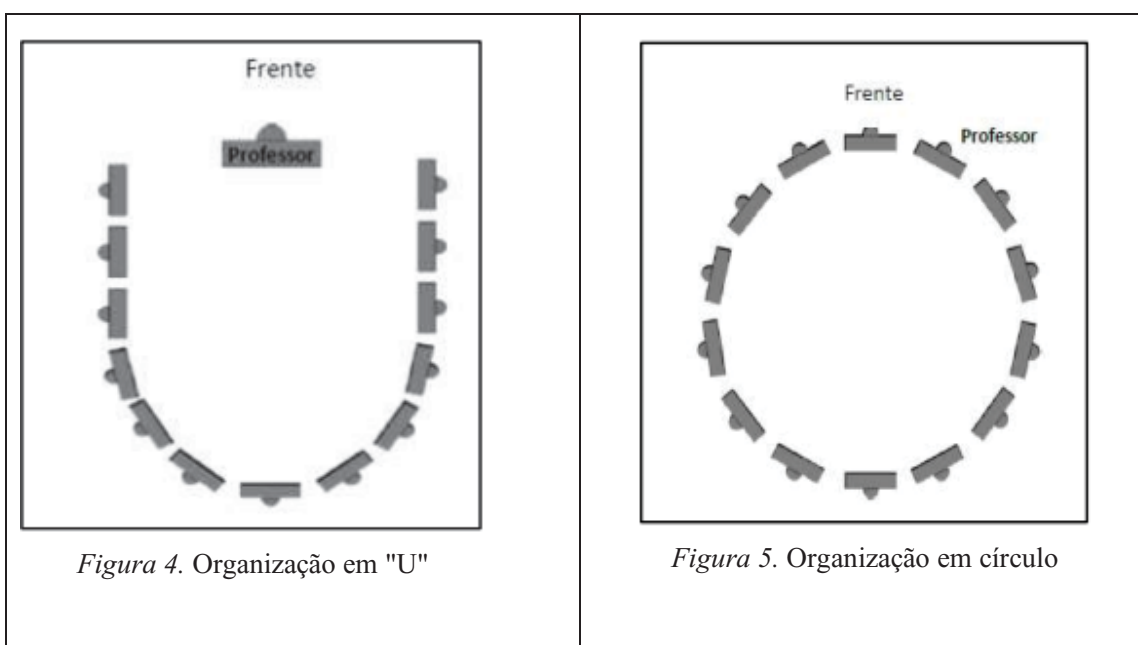 Frente
Professor
Figura 4. Organização em "U"
Frente
Professor
Figura 5. Organização em círculo